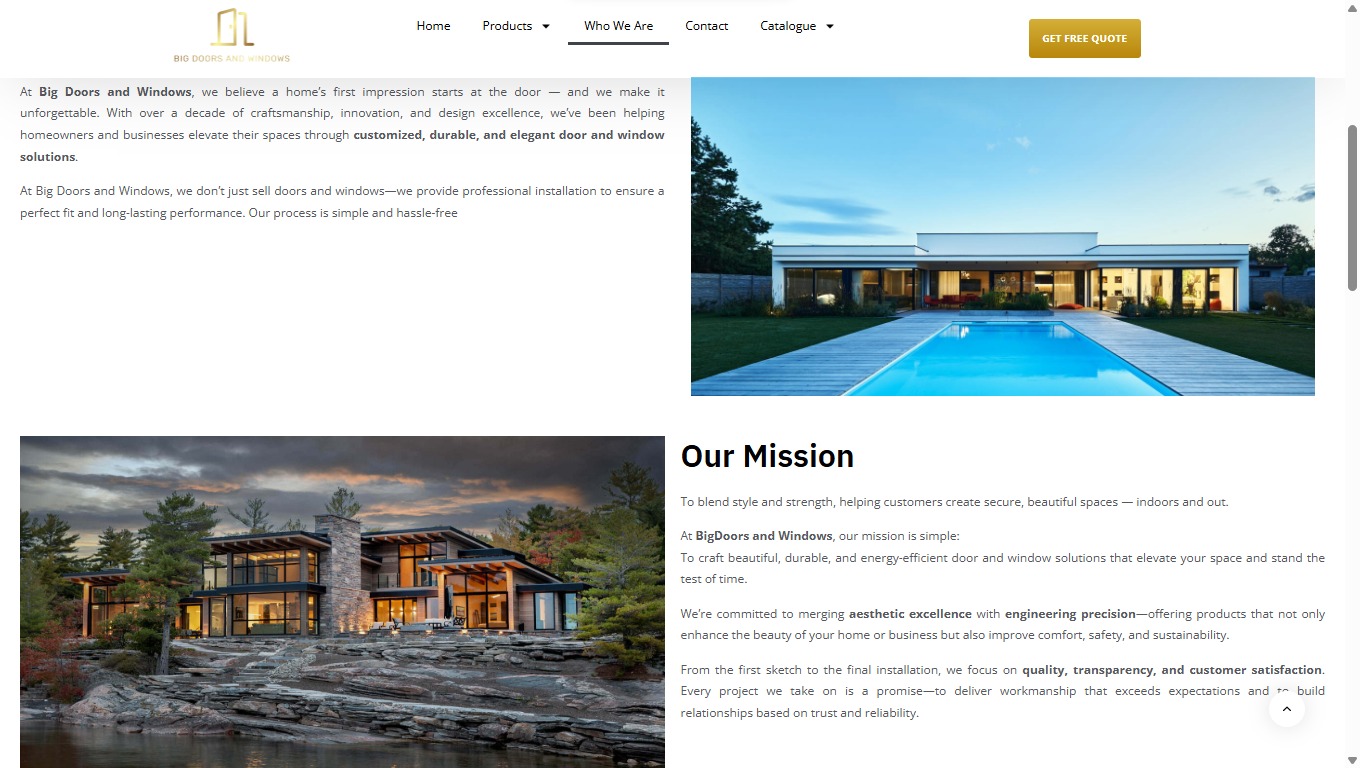 BIG DOORS AND WINDOWS
Home
Products
Who We Are
Contact
Catalogue
GET FREE QUOTE
At Big Doors and Windows, we believe a home’s first impression starts at the door — and we make it
unforgettable. With over a decade of craftsmanship, innovation, and design excellence, we’ve been helping
homeowners and businesses elevate their spaces through customized, durable, and elegant door and window
solutions.
At Big Doors and Windows, we don’t just sell doors and windows—we provide professional installation to ensure a
perfect fit and long-lasting performance. Our process is simple and hassle-free
Our Mission
To blend style and strength, helping customers create secure, beautiful spaces — indoors and out.
At BigDoors and Windows, our mission is simple:
To craft beautiful, durable, and energy-efficient door and window solutions that elevate your space and stand the
test of time.
We’re committed to merging aesthetic excellence with engineering precision—offering products that not only
enhance the beauty of your home or business but also improve comfort, safety, and sustainability.
From the first sketch to the final installation, we focus on quality, transparency, and customer satisfaction.
Every project we take on is a promise—to deliver workmanship that exceeds expectations and to build
relationships based on trust and reliability.